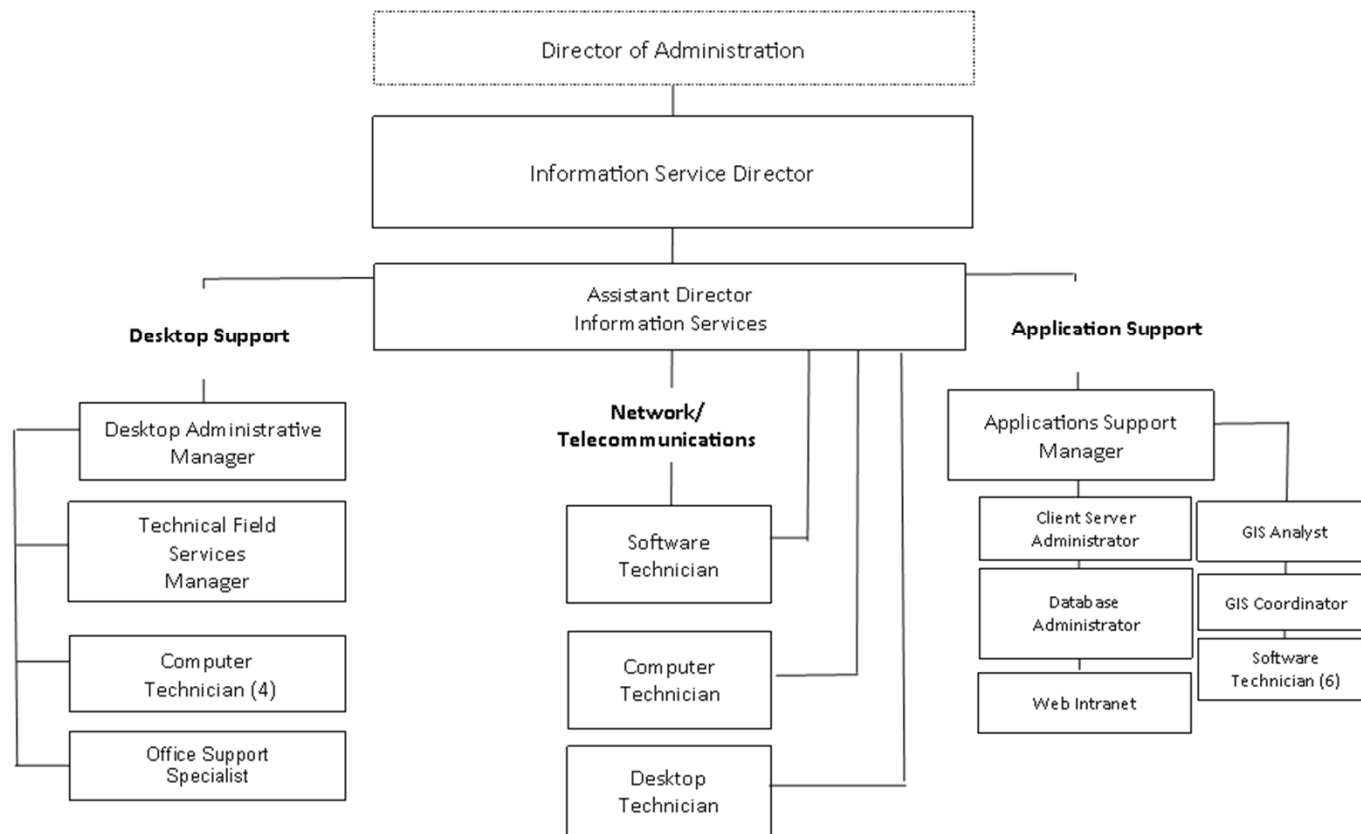 Director of Administration
Information Service Director
Assistant Director
Information Services
Desktop Support
Desktop Administrative
Manager
Technical Field
Services
Manager
Computer
Technician (4)
Office Support
Specialist
Network/
Telecommunications
Software
Technician
Computer
Technician
Desktop
Technician
Application Support
Applications Support
Manager
Client Server
Administrator
Database
Administrator
Web Intranet
GIS Analyst
GIS Coordinator
Software
Technician (6)